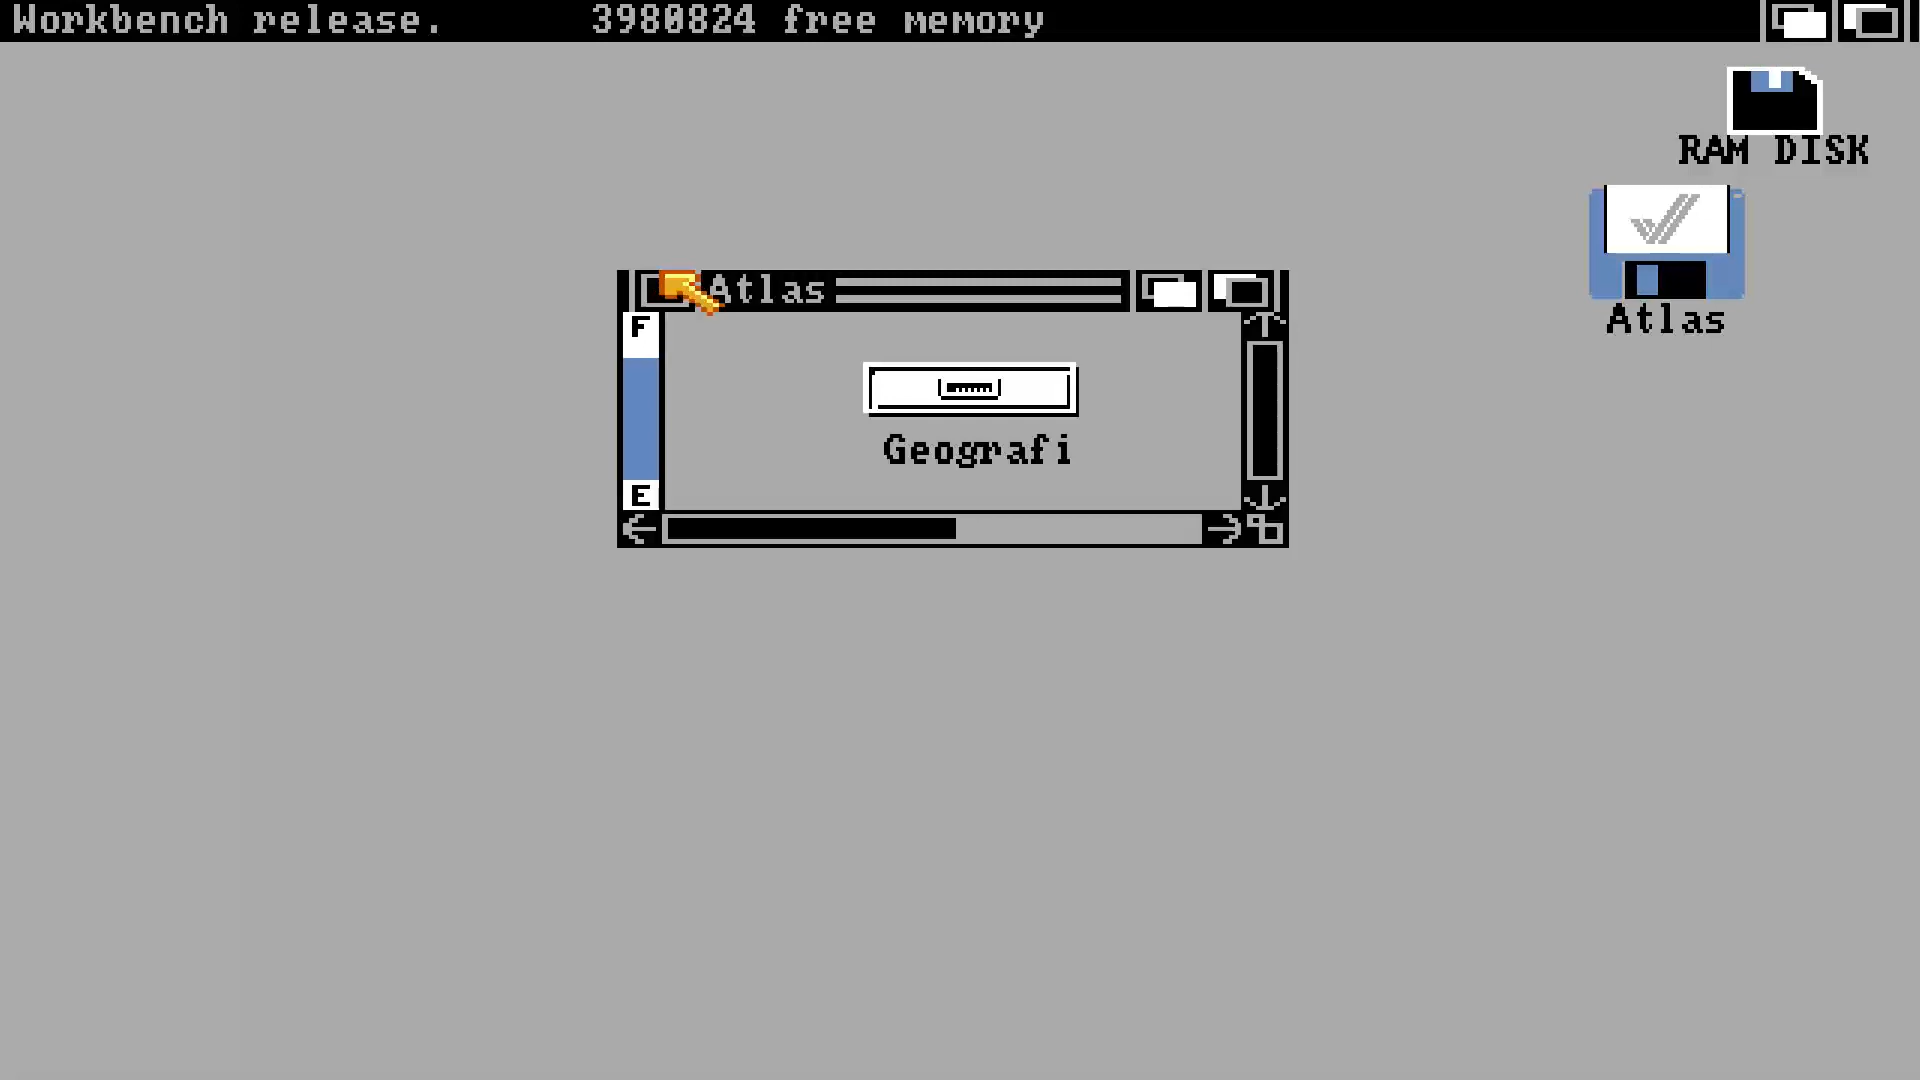 Workbench release. 3980824 free memory
RAM DISK
Atlas
Atlas
F
Geografi
E